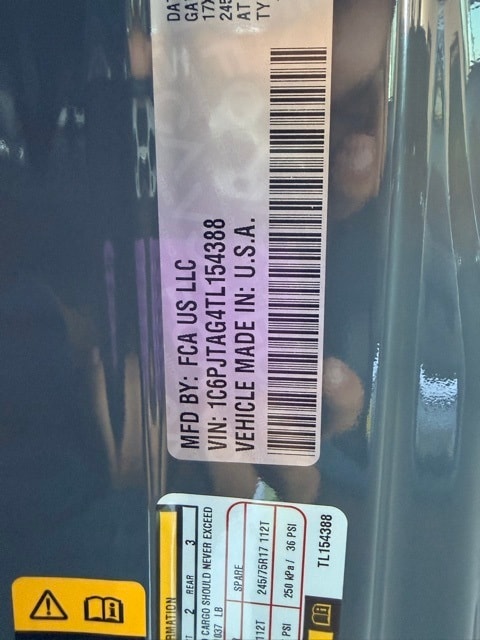 MFD BY: FCA US LLC
VIN: 1C6PJTAG4TL154388
VEHICLE MADE IN: U.S.A.
2 REAR 3
CARGO SHOULD NEVER EXCEED
LB
SPARE
245/75R17 112T
250 kPa / 36 PSI
112T
PSI
TL154388